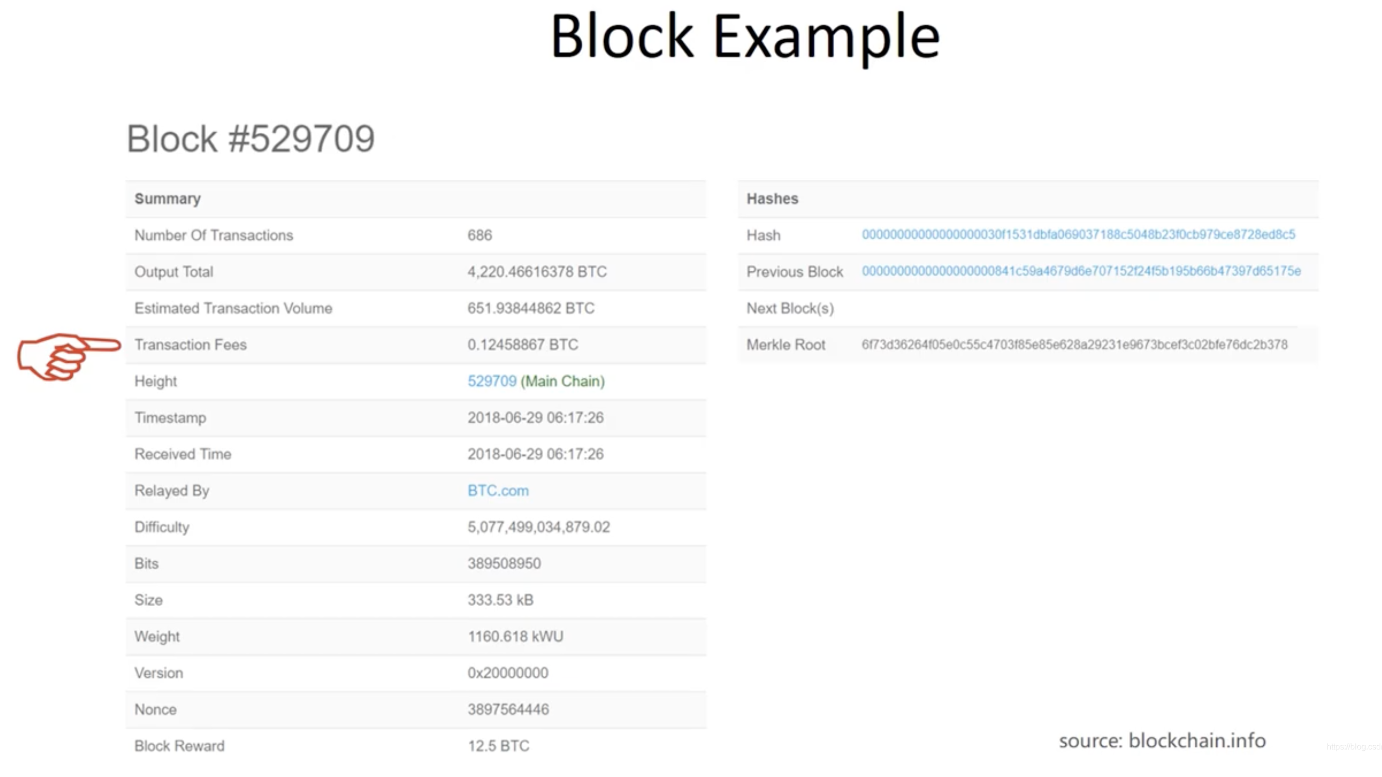 Block Example
Block #529709
Summary
Number Of Transactions 686
Output Total 4,220.46616378 BTC
Estimated Transaction Volume 651.93844862 BTC
Transaction Fees 0.12458867 BTC
Height 529709 (Main Chain)
Timestamp 2018-06-29 06:17:26
Received Time 2018-06-29 06:17:26
Relayed By BTC.com
Difficulty 5,077,499,034,879.02
Bits 389508950
Size 333.53 kB
Weight 1160.618 kWU
Version 0x20000000
Nonce 3897564446
Block Reward 12.5 BTC
Hashes
Hash 00000000000000000030f1531dbfa069037188c5048b23f0cb979ce8728ed8c5
Previous Block 0000000000000000000841c59a4679d6e707152f24f5b195b66b47397d65175e
Next Block(s)
Merkle Root 6f73d36264f05e0c55c4703f85e85e628a29231e9673bcef3c02bfe76dc2b378
source: blockchain.info